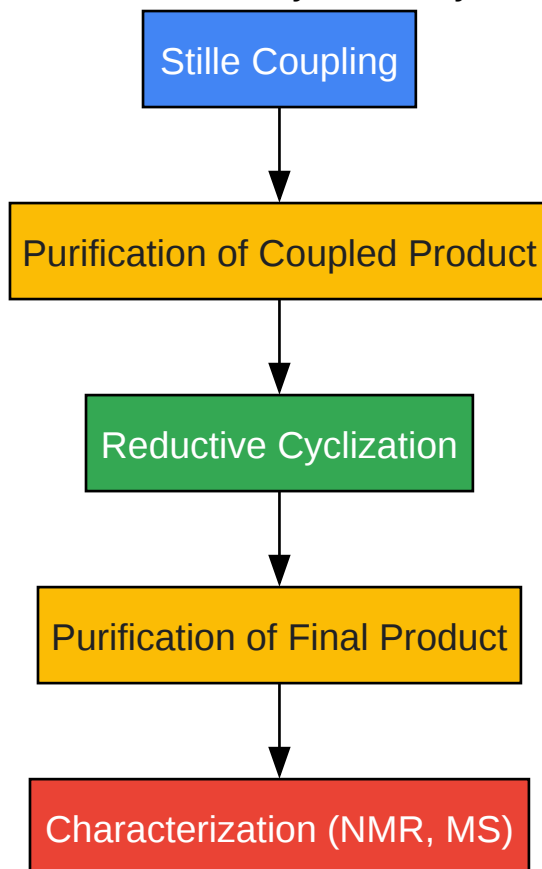 Stille Coupling
Purification of Coupled Product
Reductive Cyclization
Purification of Final Product
Characterization (NMR, MS)